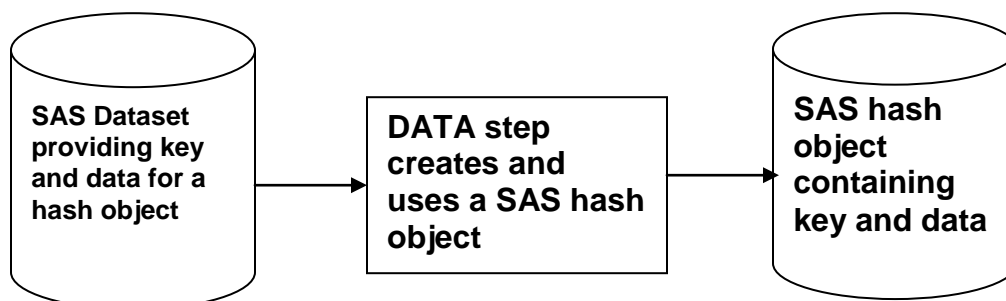 SAS Dataset
providing key
and data for a
hash object
DATA step
creates and
uses a SAS hash
object
SAS hash
object
containing
key and data